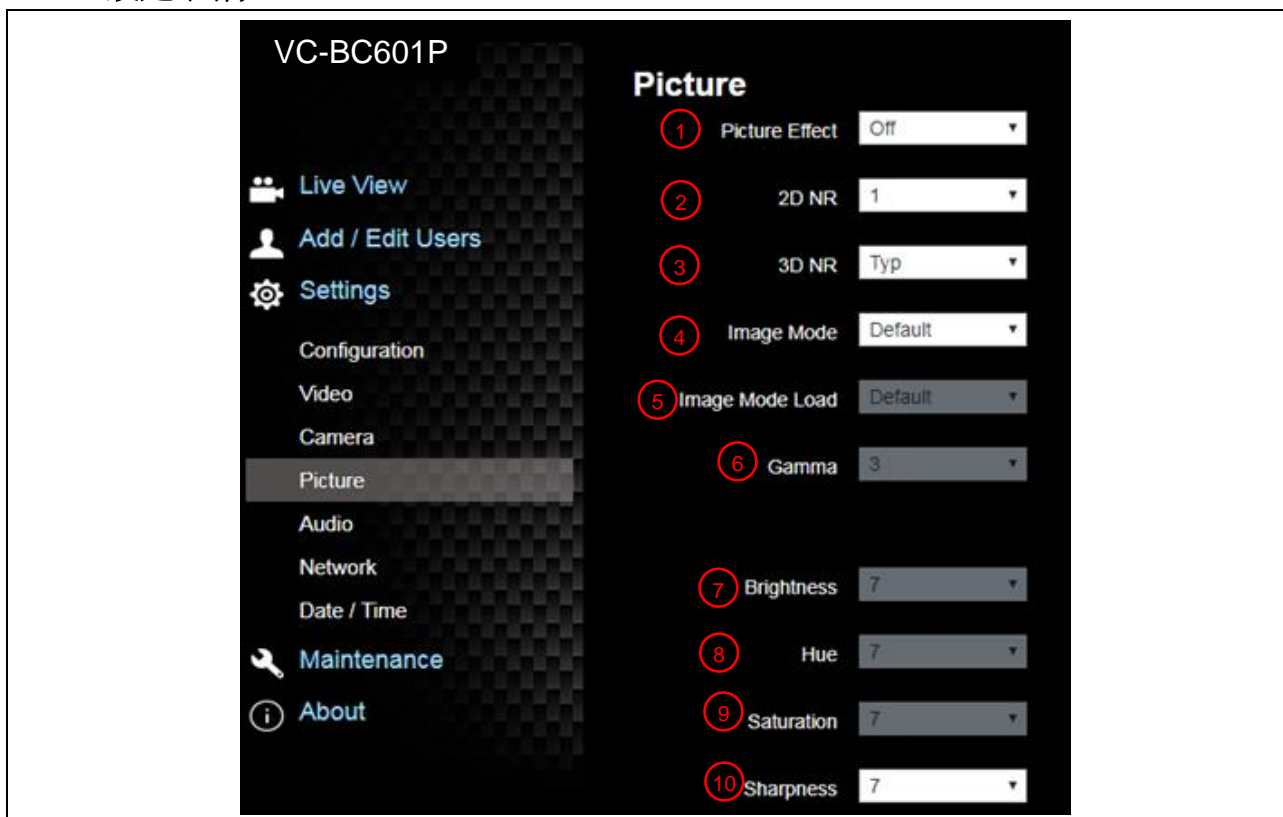 VC-BC601P
Live View
Add / Edit Users
Settings
Configuration
Video
Camera
Picture
Audio
Network
Date / Time
Maintenance
About
Picture
1 Picture Effect Off
2 2D NR 1
3 3D NR Typ
4 Image Mode Default
5 Image Mode Load Default
6 Gamma 3
7 Brightness 7
8 Hue 7
9 Saturation 7
10 Sharpness 7